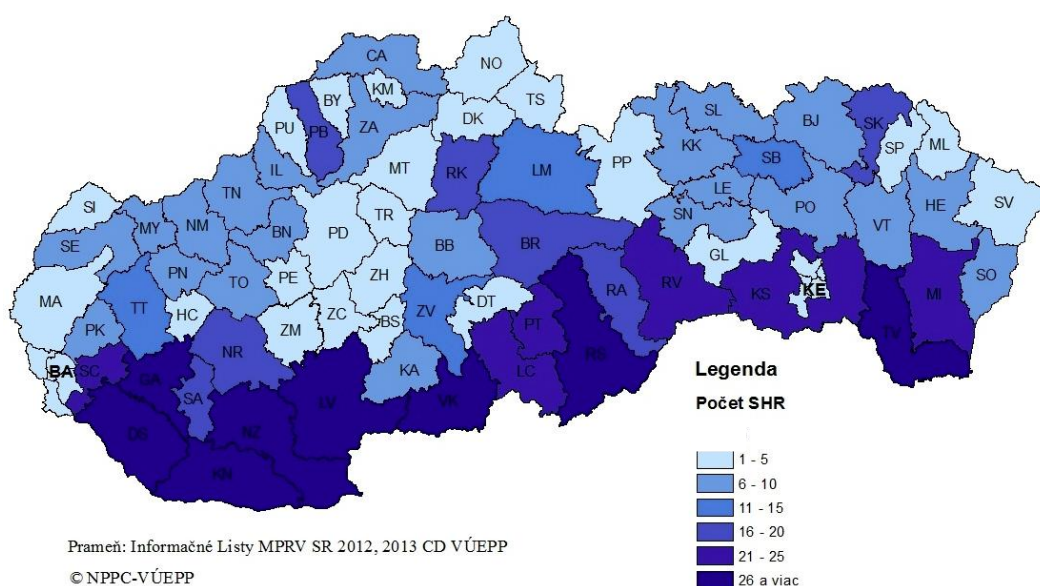 CA
NO
KM
BY
TS
PU
PB
ZA
DK
SL
BJ
SK
KK
SP
ML
IL
MT
RK
LM
PP
SB
TN
LE
SI
TR
PO
HE
SV
SE
MY
NM
BN
PD
BB
BR
SN
VT
PN
TO
PE
ZH
GL
SO
MA
TT
HC
ZM
ZC
BS
ZV
DT
RA
RV
KS
KE
MI
PK
NR
PT
RS
TV
BA
SC
GA
SA
KA
LC
DS
NZ
LV
VK
KN
Legenda
Počet SHR
1 - 5
6 - 10
11 - 15
16 - 20
21 - 25
26 a viac
Prameň: Informačné Listy MPRV SR 2012, 2013 CD VÚEPP
© NPPC-VÚEPP